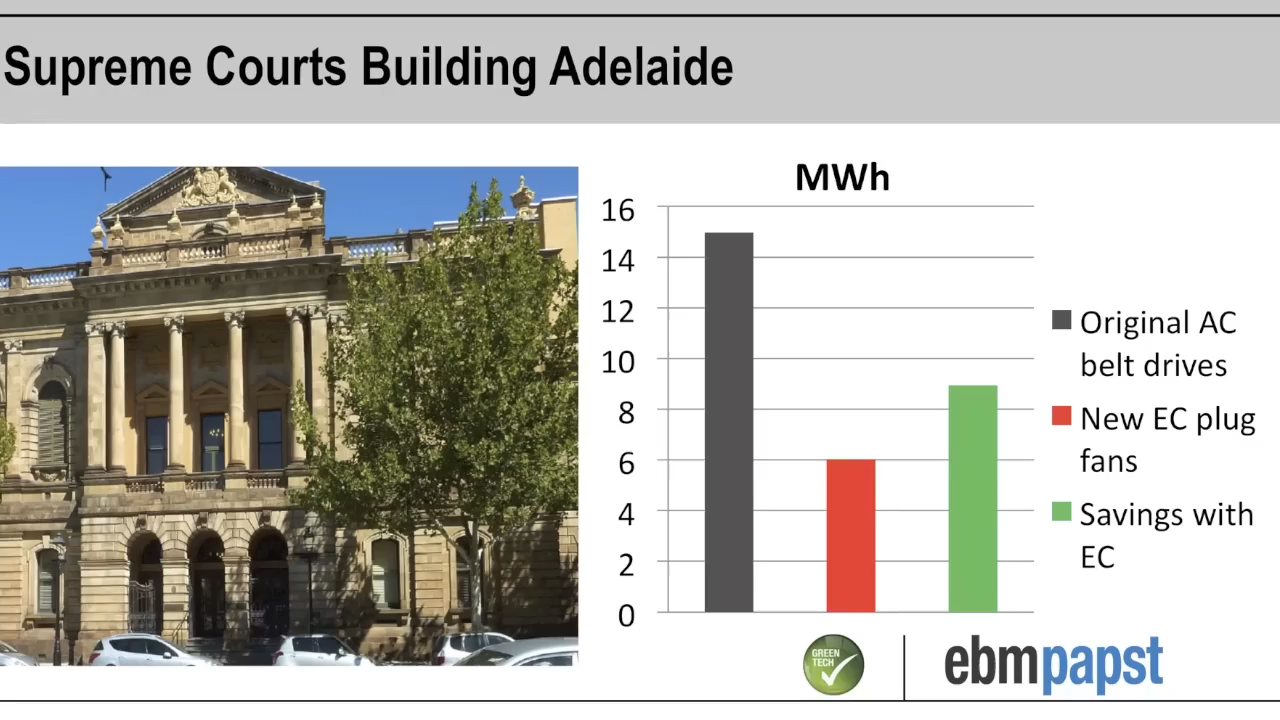 Supreme Courts Building Adelaide
MWh
16
14
12
10
8
6
4
2
0
Original AC
belt drives
New EC plug
fans
Savings with
EC
GREEN
TECH
ebmpapst